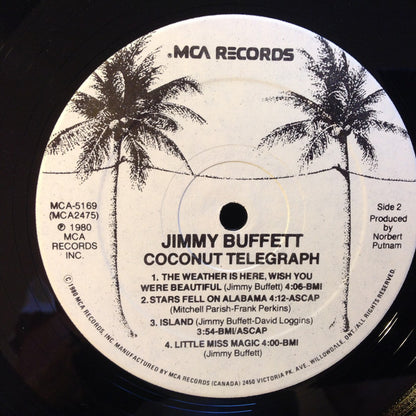 MCA RECORDS
MCA-5169
(MCA2475)
℗ 1980
MCA
RECORDS
INC.
Side 2
Produced
by
Norbert
Putnam
JIMMY BUFFETT
COCONUT TELEGRAPH
1. THE WEATHER IS HERE, WISH YOU
WERE BEAUTIFUL (Jimmy Buffett) 4:06-BMI
2. STARS FELL ON ALABAMA 4:12-ASCAP
(Mitchell Parish-Frank Perkins)
3. ISLAND (Jimmy Buffett-David Loggins)
3:54-BMI/ASCAP
4. LITTLE MISS MAGIC 4:00-BMI
(Jimmy Buffett)
© 1980 MCA RECORDS, INC. MANUFACTURED BY MCA RECORDS (CANADA) 2450 VICTORIA PK. AVE., WILLOWDALE, ONT./ALL RIGHTS